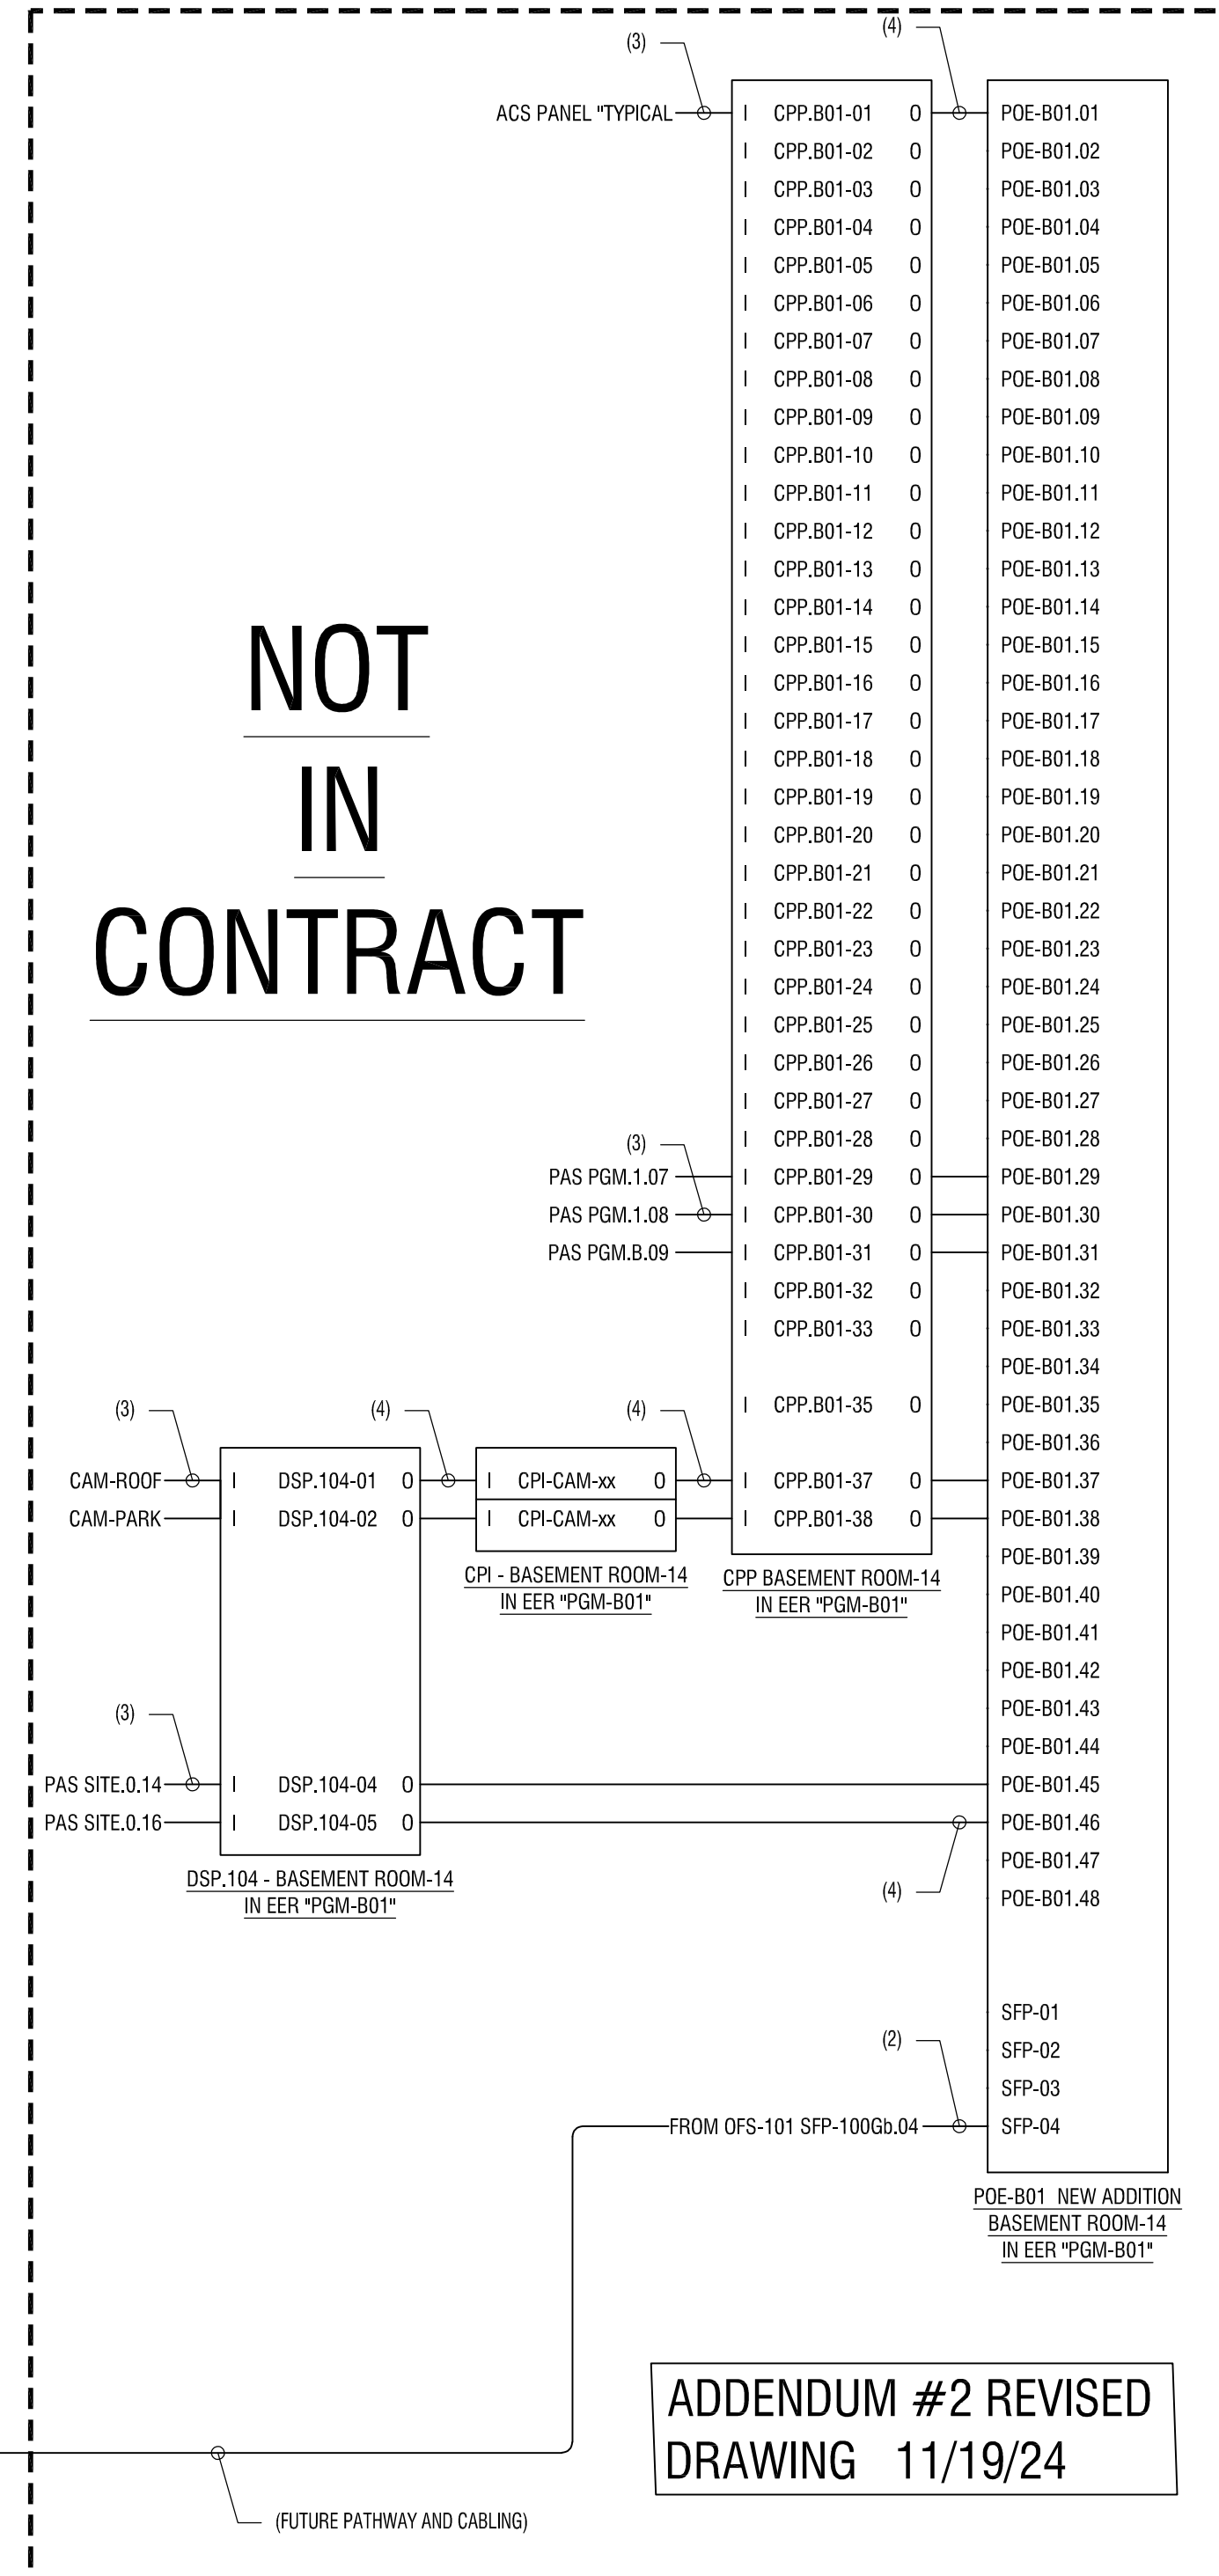 (3)
(4)
ACS PANEL "TYPICAL
I CPP.B01-01 O POE-B01.01
I CPP.B01-02 O POE-B01.02
I CPP.B01-03 O POE-B01.03
I CPP.B01-04 O POE-B01.04
I CPP.B01-05 O POE-B01.05
I CPP.B01-06 O POE-B01.06
I CPP.B01-07 O POE-B01.07
I CPP.B01-08 O POE-B01.08
I CPP.B01-09 O POE-B01.09
I CPP.B01-10 O POE-B01.10
I CPP.B01-11 O POE-B01.11
I CPP.B01-12 O POE-B01.12
I CPP.B01-13 O POE-B01.13
I CPP.B01-14 O POE-B01.14
I CPP.B01-15 O POE-B01.15
I CPP.B01-16 O POE-B01.16
I CPP.B01-17 O POE-B01.17
I CPP.B01-18 O POE-B01.18
I CPP.B01-19 O POE-B01.19
I CPP.B01-20 O POE-B01.20
I CPP.B01-21 O POE-B01.21
I CPP.B01-22 O POE-B01.22
I CPP.B01-23 O POE-B01.23
I CPP.B01-24 O POE-B01.24
I CPP.B01-25 O POE-B01.25
I CPP.B01-26 O POE-B01.26
I CPP.B01-27 O POE-B01.27
I CPP.B01-28 O POE-B01.28
NOT
IN
CONTRACT
(3)
PAS PGM.1.07 I CPP.B01-29 O POE-B01.29
PAS PGM.1.08 I CPP.B01-30 O POE-B01.30
PAS PGM.B.09 I CPP.B01-31 O POE-B01.31
I CPP.B01-32 O POE-B01.32
I CPP.B01-33 O POE-B01.33
POE-B01.34
I CPP.B01-35 O POE-B01.35
POE-B01.36
(3) (4) (4)
CAM-ROOF I DSP.104-01 O I CPI-CAM-xx O I CPP.B01-37 O POE-B01.37
CAM-PARK I DSP.104-02 O I CPI-CAM-xx O I CPP.B01-38 O POE-B01.38
CPI - BASEMENT ROOM-14
IN EER "PGM-B01"
CPP BASEMENT ROOM-14
IN EER "PGM-B01"
POE-B01.39
POE-B01.40
POE-B01.41
POE-B01.42
POE-B01.43
POE-B01.44
(3)
PAS SITE.0.14 I DSP.104-04 O POE-B01.45
PAS SITE.0.16 I DSP.104-05 O POE-B01.46
POE-B01.47
(4) POE-B01.48
DSP.104 - BASEMENT ROOM-14
IN EER "PGM-B01"
SFP-01
(2)
SFP-02
SFP-03
FROM OFS-101 SFP-100Gb.04 SFP-04
POE-B01 NEW ADDITION
BASEMENT ROOM-14
IN EER "PGM-B01"
ADDENDUM #2 REVISED
DRAWING 11/19/24
(FUTURE PATHWAY AND CABLING)